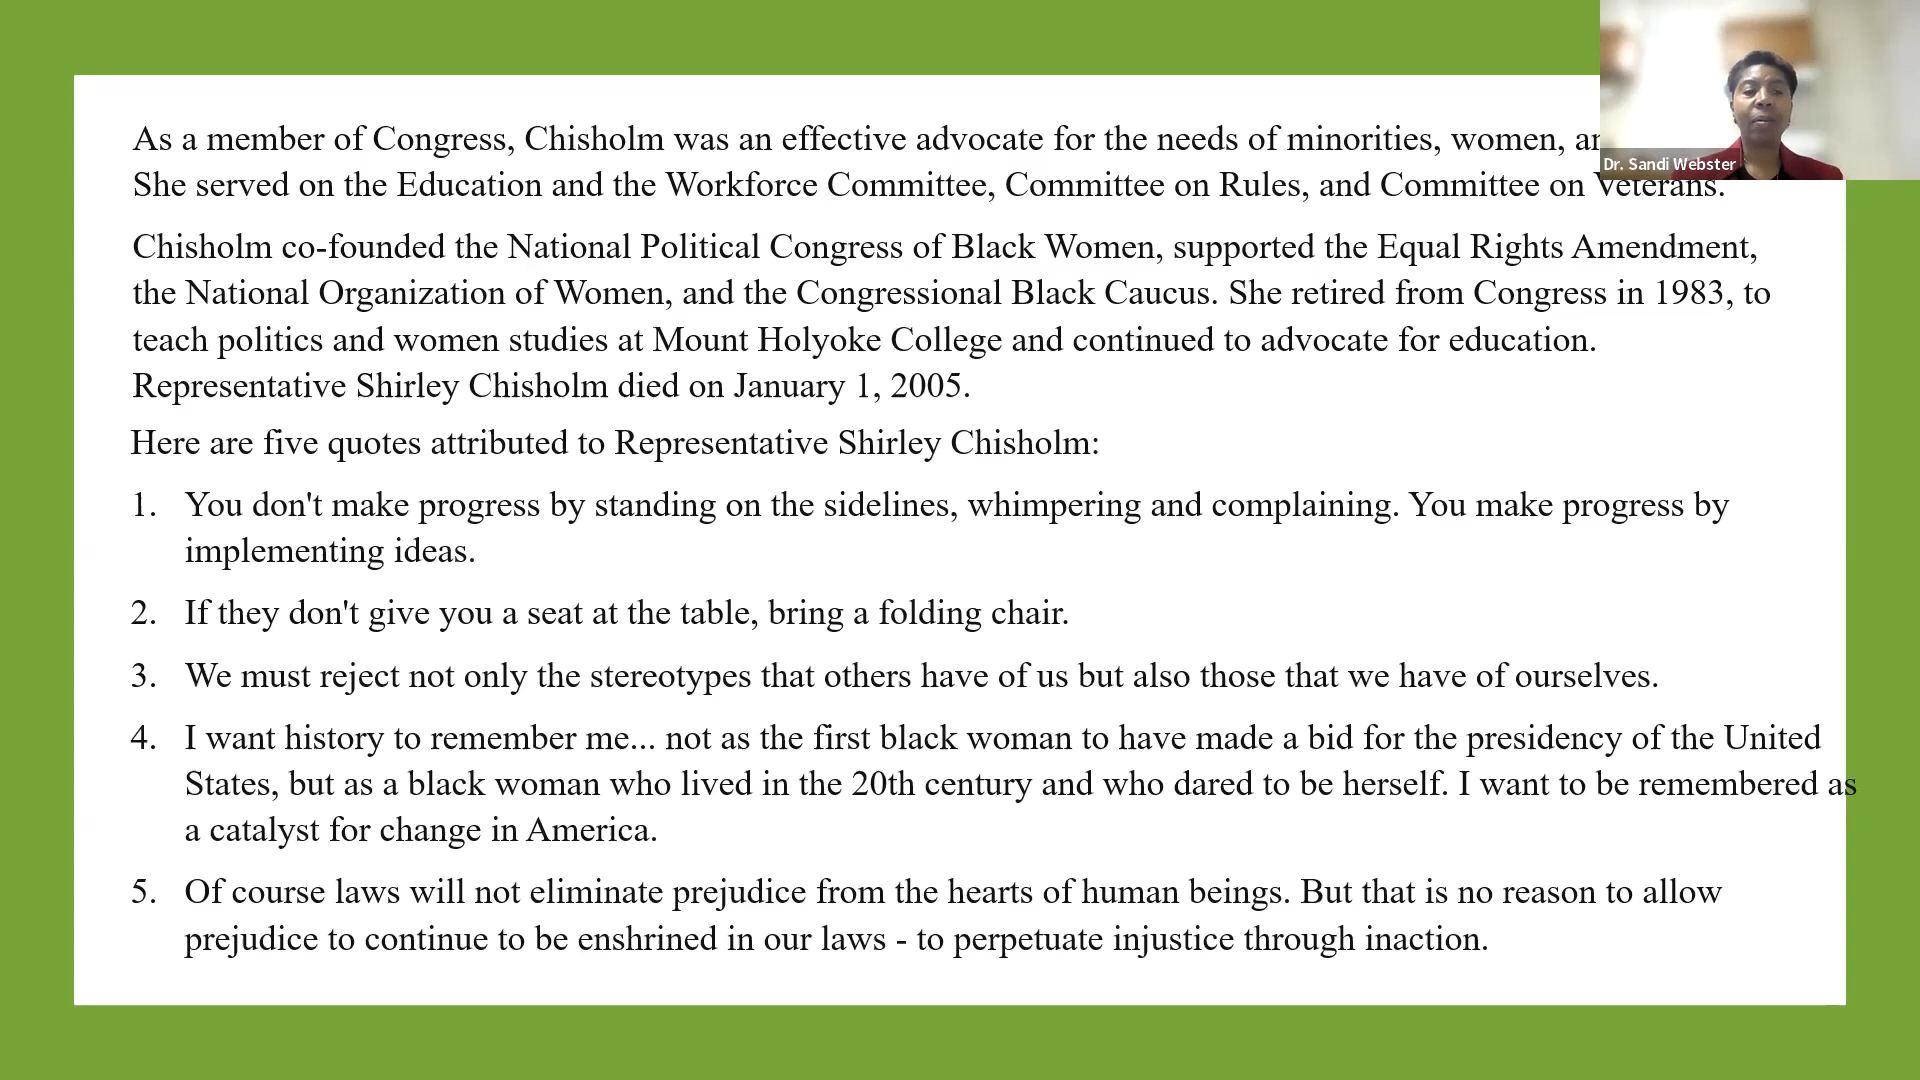 As a member of Congress, Chisholm was an effective advocate for the needs of minorities, women,
Dr. Sandi Webster
She served on the Education and the Workforce Committee, Committee on Rules, and Committee on Veterans.
Chisholm co-founded the National Political Congress of Black Women, supported the Equal Rights Amendment,
the National Organization of Women, and the Congressional Black Caucus. She retired from Congress in 1983, to
teach politics and women studies at Mount Holyoke College and continued to advocate for education.
Representative Shirley Chisholm died on January 1, 2005.
Here are five quotes attributed to Representative Shirley Chisholm:
1. You don't make progress by standing on the sidelines, whimpering and complaining. You make progress by
implementing ideas.
2. If they don't give you a seat at the table, bring a folding chair.
3. We must reject not only the stereotypes that others have of us but also those that we have of ourselves.
4. I want history to remember me... not as the first black woman to have made a bid for the presidency of the United
States, but as a black woman who lived in the 20th century and who dared to be herself. I want to be remembered as
a catalyst for change in America.
5. Of course laws will not eliminate prejudice from the hearts of human beings. But that is no reason to allow
prejudice to continue to be enshrined in our laws - to perpetuate injustice through inaction.